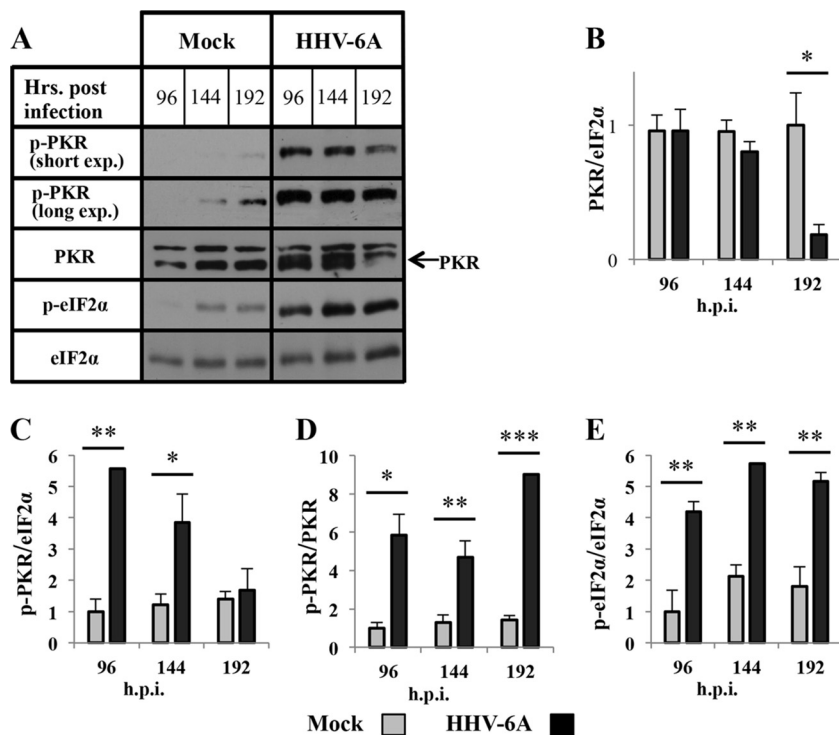 A
Mock HHV-6A
Hrs. post infection 96 144 192 96 144 192
p-PKR (short exp.)
p-PKR (long exp.)
PKR
←PKR
p-eIF2α
eIF2α
B
*
PKR/eIF2α
1
0
96 144 192
h.p.i.
C
** *
p-PKR/eIF2α
6
5
4
3
2
1
0
96 144 192
h.p.i.
D
* ** ***
p-PKR/PKR
10
8
6
4
2
0
96 144 192
h.p.i.
E
** ** **
p-eIF2α/eIF2α
6
5
4
3
2
1
0
96 144 192
h.p.i.
Mock HHV-6A